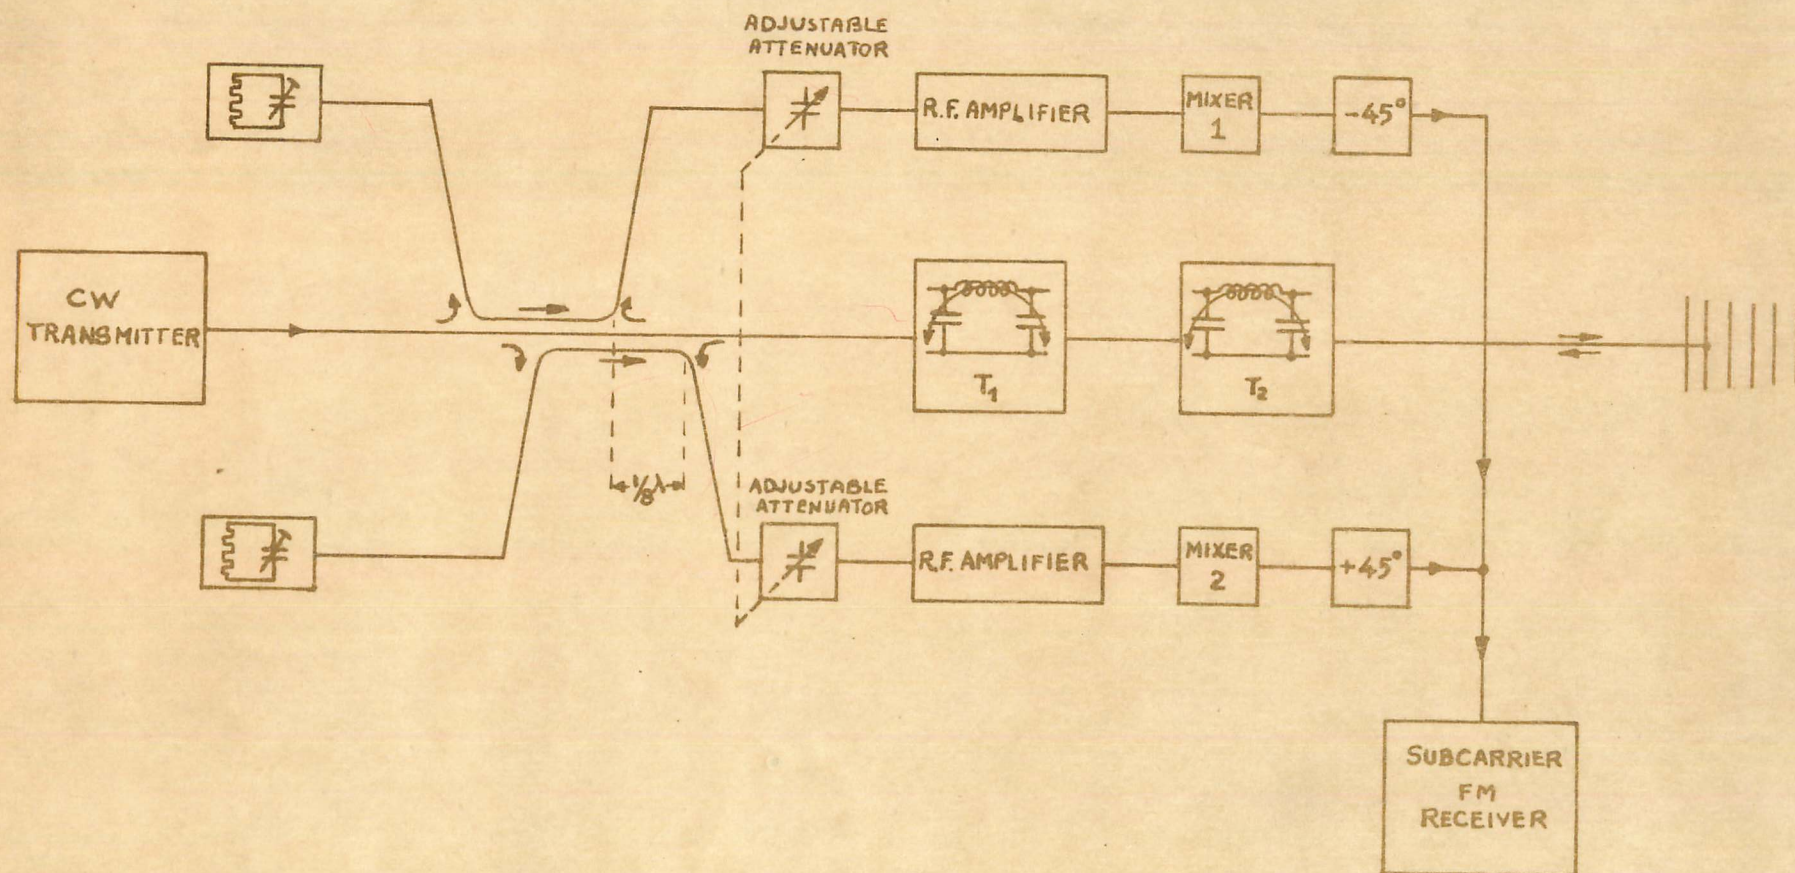 ADJUSTABLE
ATTENUATOR
R.F. AMPLIFIER
MIXER
1
-45°
CW
TRANSMITTER
T1
T2
1/8λ
ADJUSTABLE
ATTENUATOR
R.F. AMPLIFIER
MIXER
2
+45°
SUBCARRIER
FM
RECEIVER